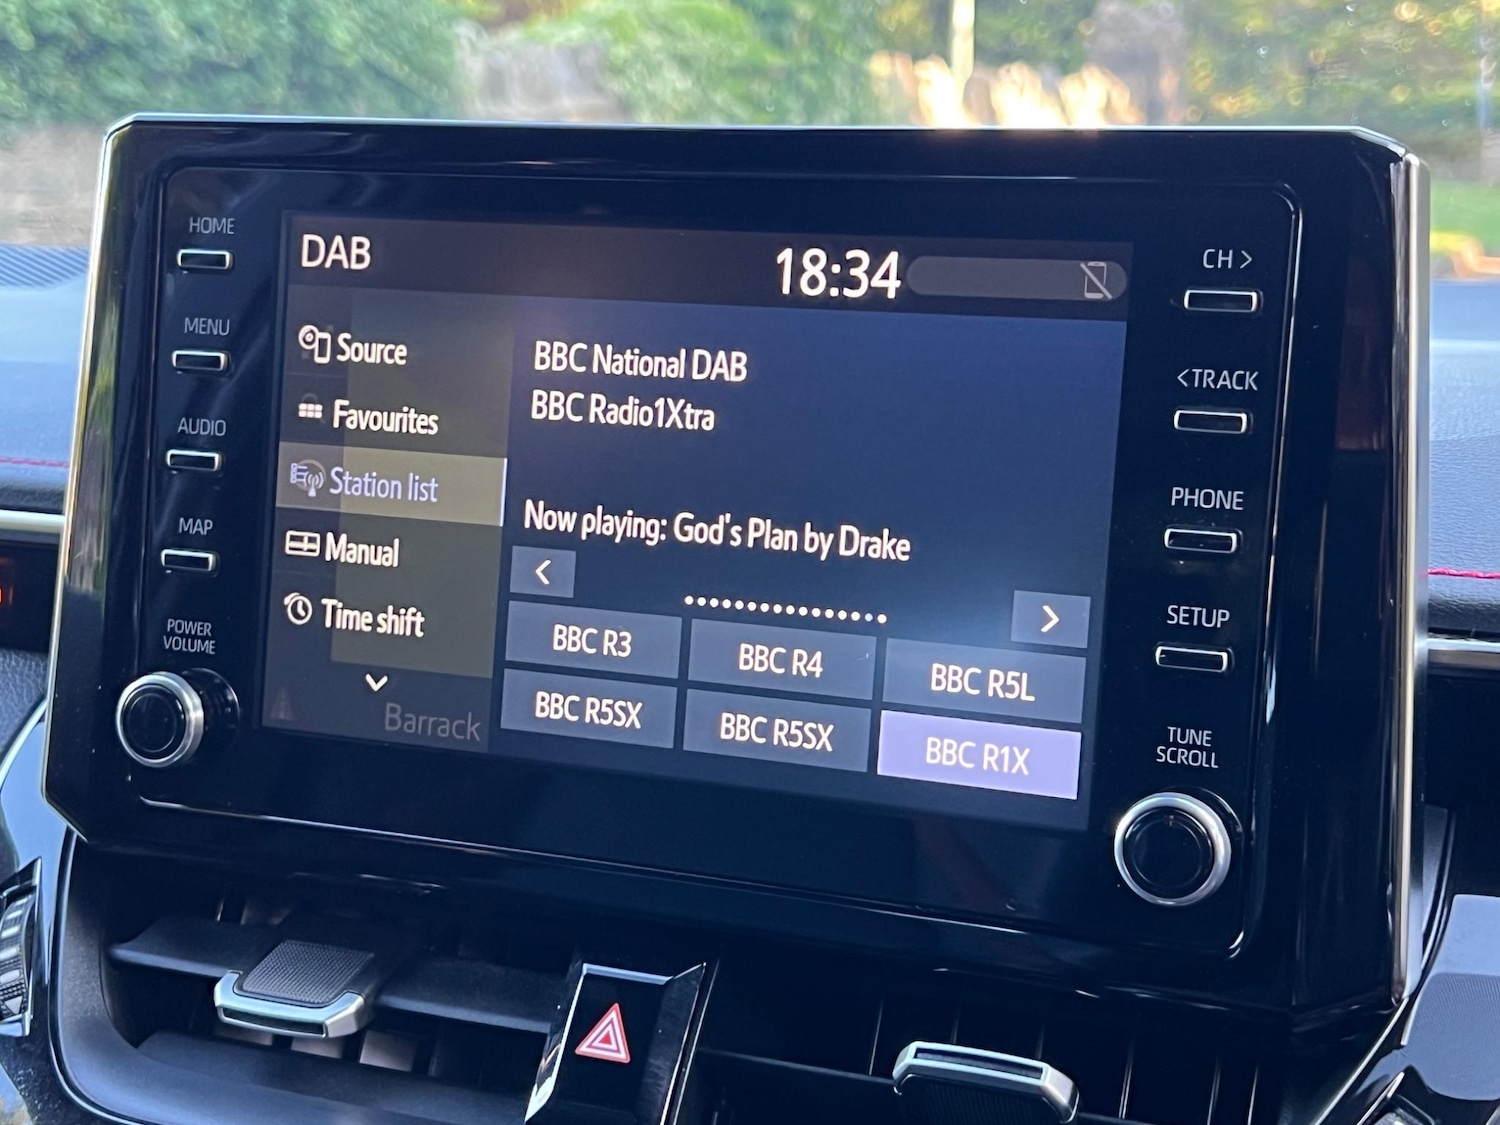 HOME
MENU
AUDIO
MAP
POWER
VOLUME
DAB
18:34
Source
Favourites
Station list
Manual
Time shift
Barrack
BBC National DAB
BBC Radio1Xtra
Now playing: God's Plan by Drake
BBC R3
BBC R4
BBC R5L
BBC R5SX
BBC R5SX
BBC R1X
CH >
<TRACK
PHONE
SETUP
TUNE
SCROLL